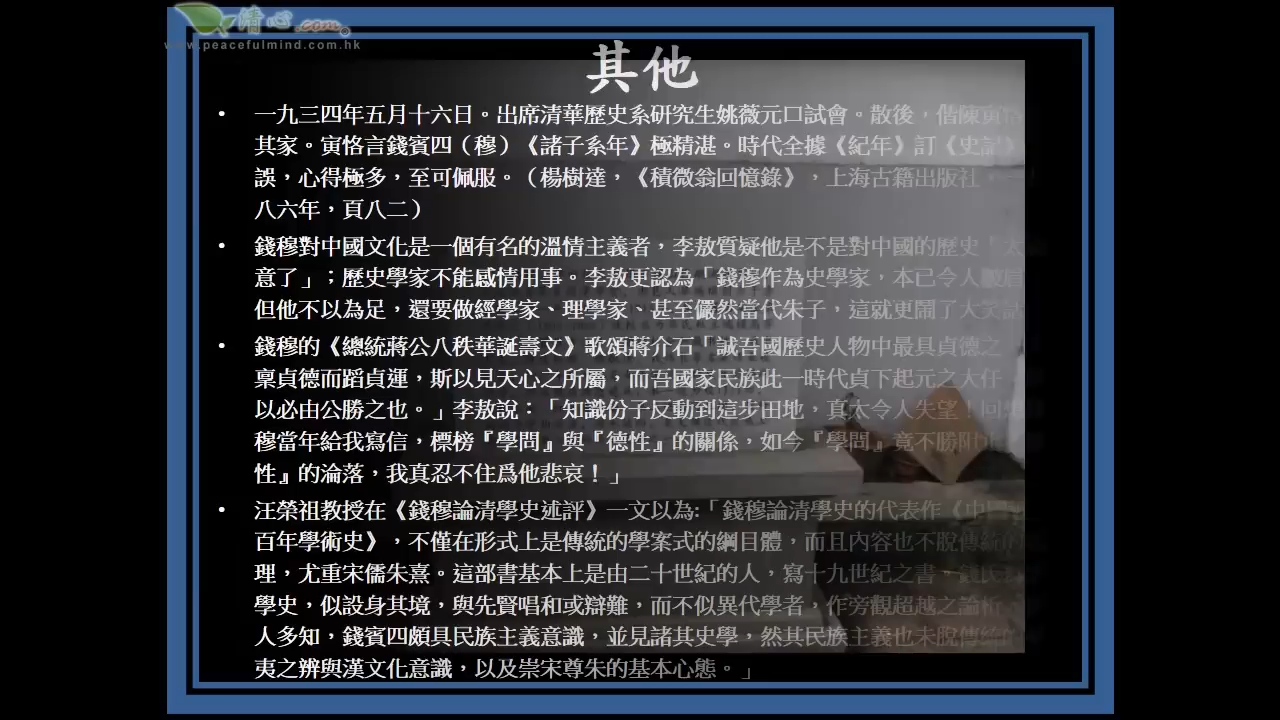 清心.com
www.peacefulmind.com.hk
其他
• 一九三四年五月十六日。出席清華歷史系研究生姚薇元口試會。散後，偕陳寅恪
其家。寅恪言錢賓四（穆）《諸子系年》極精湛。時代全據《紀年》訂《史記》
誤，心得極多，至可佩服。（楊樹達，《積微翁回憶錄》，上海古籍出版社，一
八六年，頁八二）
• 錢穆對中國文化是一個有名的溫情主義者，李敖質疑他是不是對中國的歷史「太
意了」；歷史學家不能感情用事。李敖更認為「錢穆作為史學家，本已令人
但他不以為足，還要做經學家、理學家、甚至儼然當代朱子，這就更鬧了大笑話
• 錢穆的《總統蔣公八秩華誕壽文》歌頌蔣介石「誠吾國歷史人物中最具貞德之
稟貞德而蹈貞運，斯以見天心之所屬，而吾國家民族此一時代貞下起元之大任
以必由公勝之也。」李敖說：「知識份子反動到這步田地，真太令人失望！回
穆當年給我寫信，標榜『學問』與『德性』的關係，如今『學問』竟不勝
性』的淪落，我真忍不住爲他悲哀！」
• 汪榮祖教授在《錢穆論清學史述評》一文以為:「錢穆論清學史的代表作《中國
百年學術史》，不僅在形式上是傳統的學案式的綱目體，而且內容也不脫傳統
理，尤重宋儒朱熹。這部書基本上是由二十世紀的人，寫十九世紀之書。錢氏
學史，似設身其境，與先賢唱和或辯難，而不似異代學者，作旁觀超越之論析
人多知，錢賓四頗具民族主義意識，並見諸其史學，然其民族主義也未脫傳統
夷之辨與漢文化意識，以及崇宋尊朱的基本心態。」